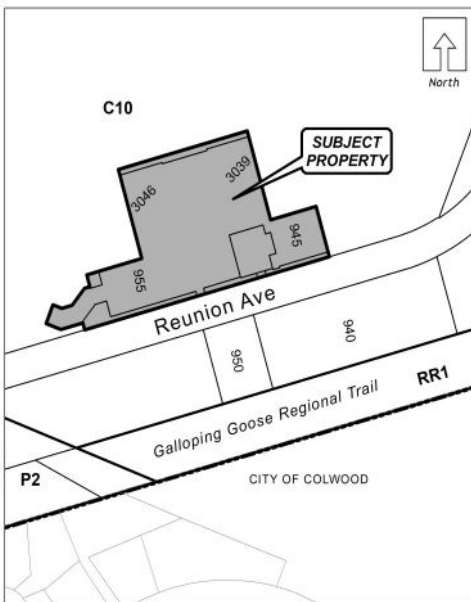 North
C10
SUBJECT
PROPERTY
3046
3039
955
945
Reunion Ave
950
940
Galloping Goose Regional Trail
RR1
P2
CITY OF COLWOOD